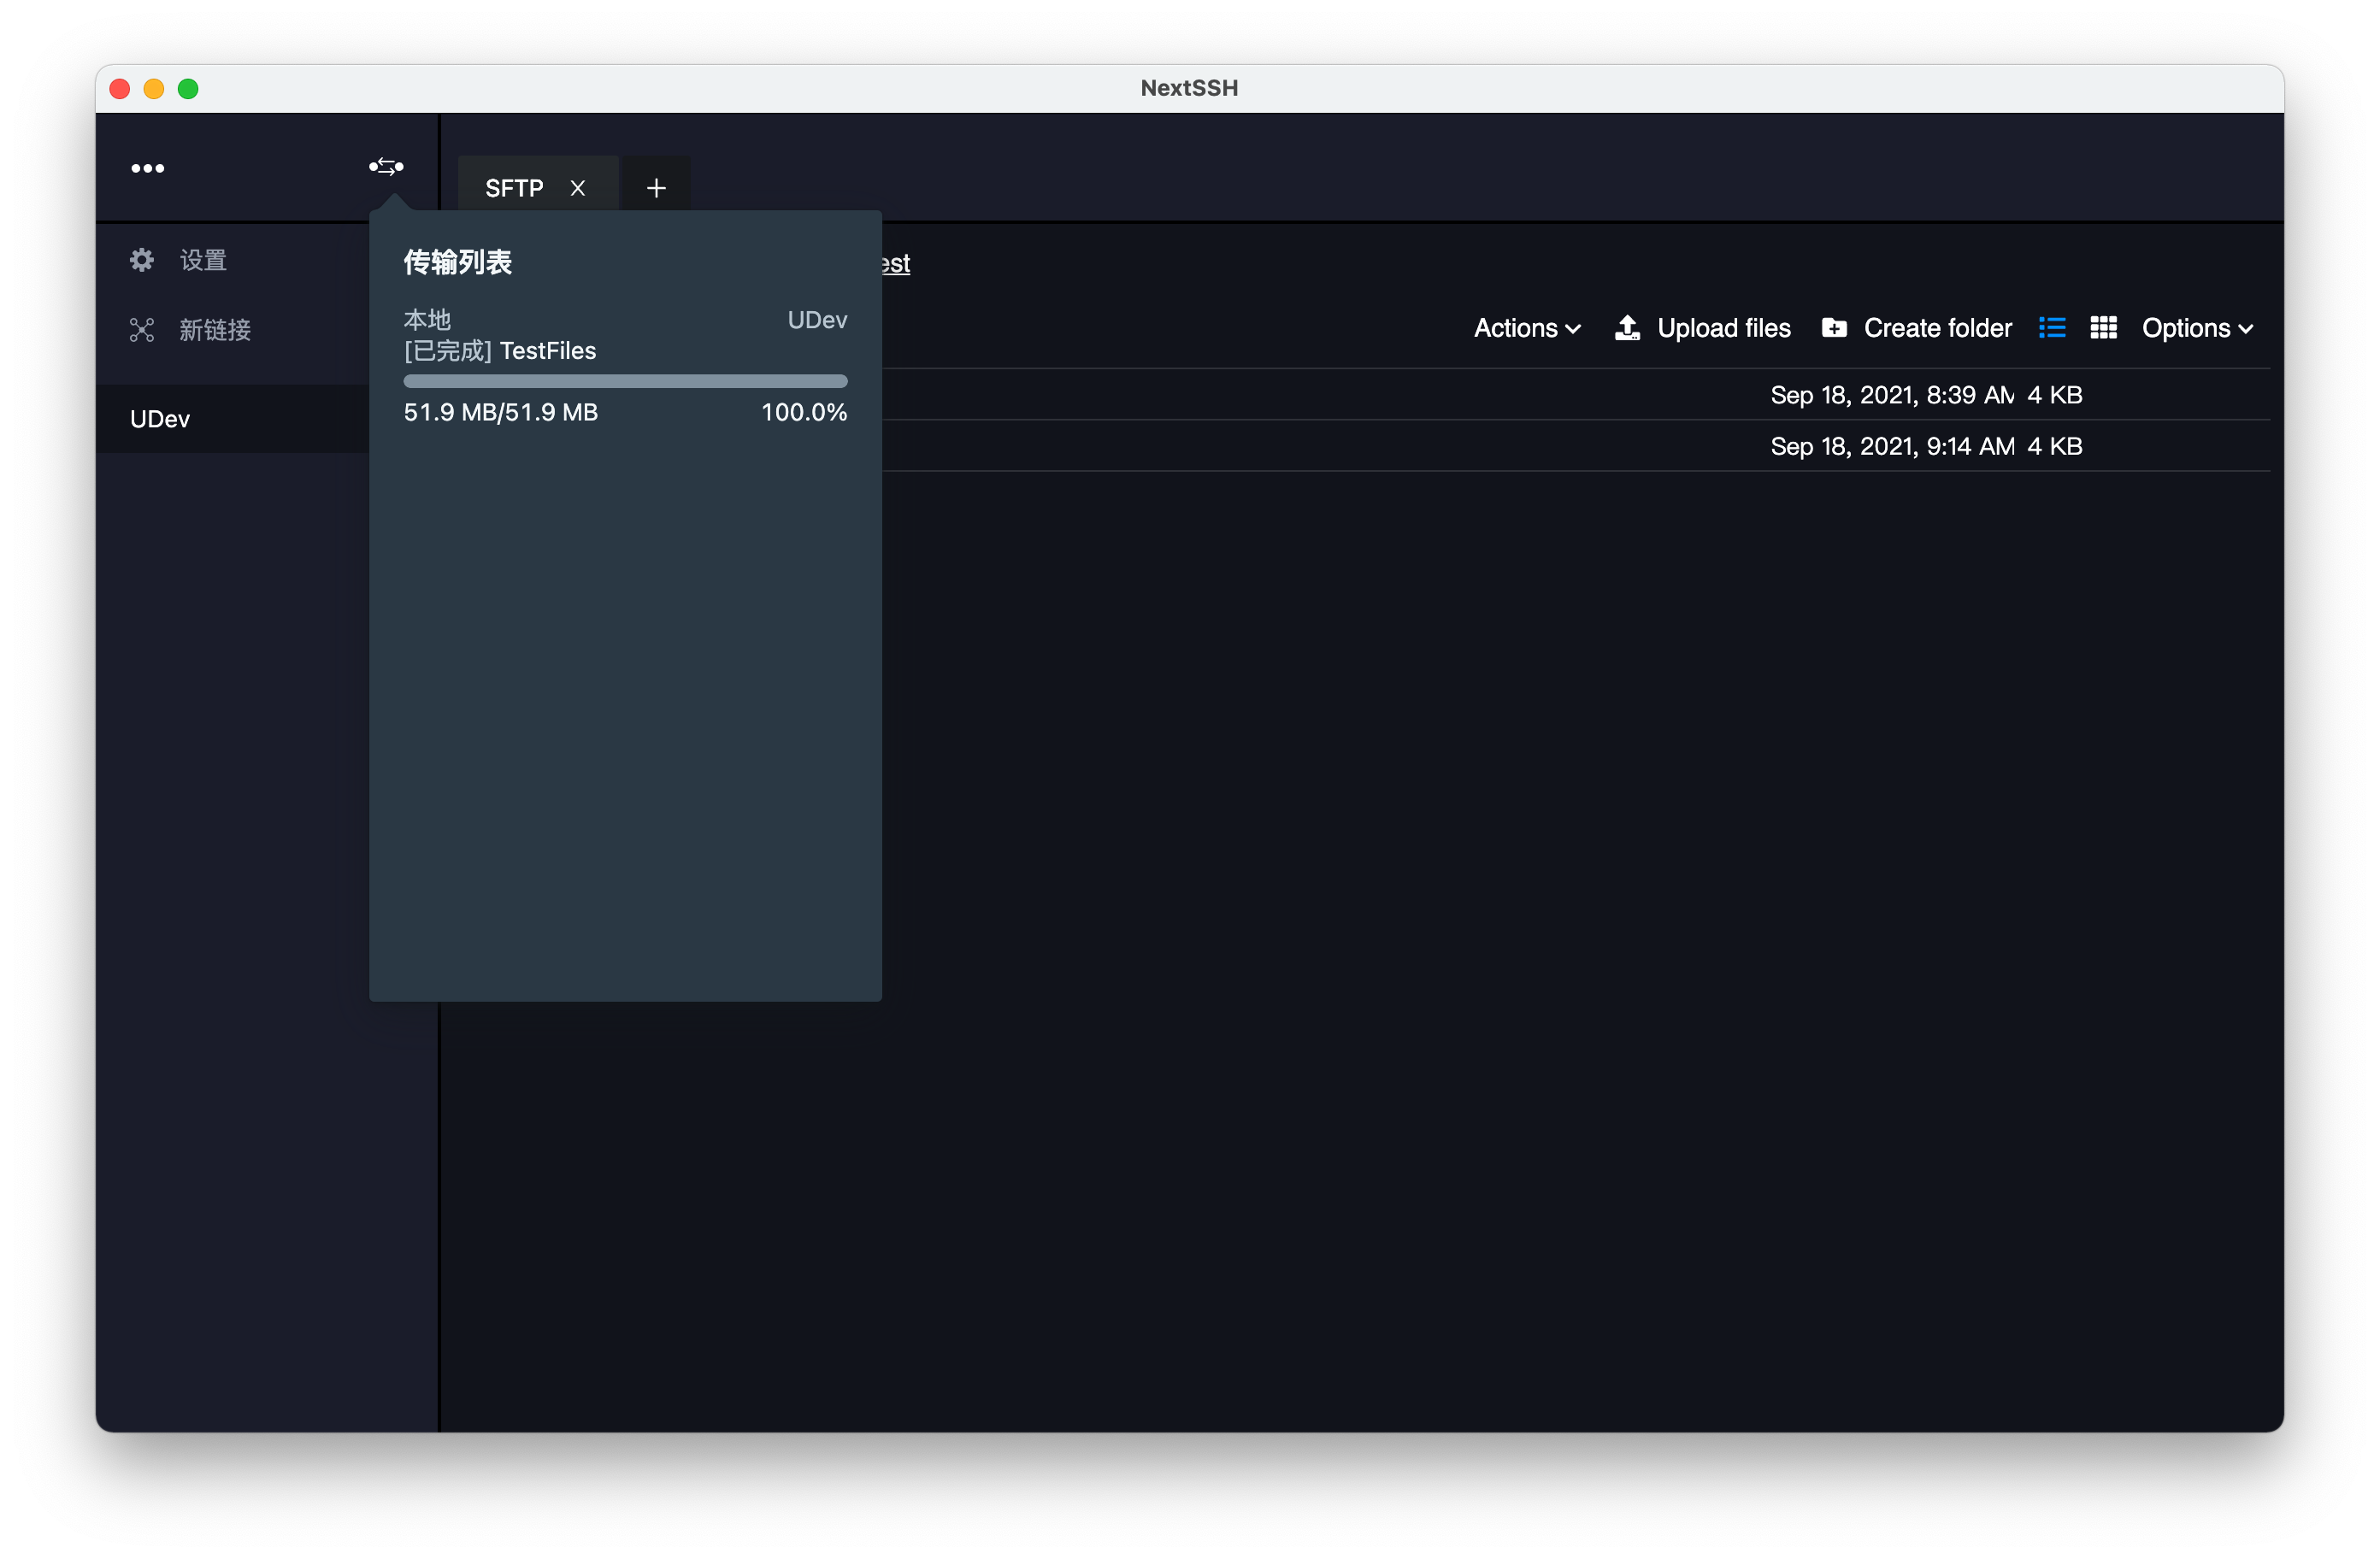 NextSSH
SFTP
设置
新链接
UDev
传输列表
本地 UDev
[已完成] TestFiles
51.9 MB/51.9 MB 100.0%
Actions Upload files Create folder Options
Sep 18, 2021, 8:39 AM 4 KB
Sep 18, 2021, 9:14 AM 4 KB